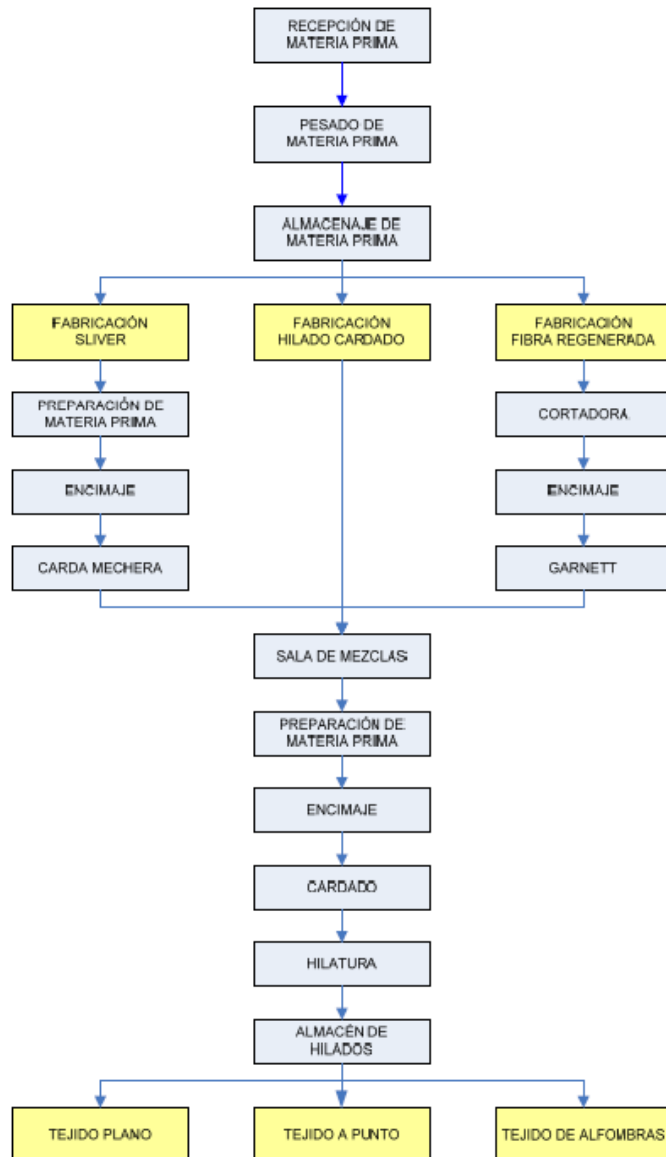 RECEPCIÓN DE
MATERIA PRIMA
PESADO DE
MATERIA PRIMA
ALMACENAJE DE
MATERIA PRIMA
FABRICACIÓN
SLIVER
FABRICACIÓN
HILADO CARDADO
FABRICACIÓN
FIBRA REGENERADA
PREPARACIÓN DE
MATERIA PRIMA
CORTADORA
ENCIMAJE
ENCIMAJE
CARDA MECHERA
GARNETT
SALA DE MEZCLAS
PREPARACIÓN DE
MATERIA PRIMA
ENCIMAJE
CARDADO
HILATURA
ALMACÉN DE
HILADOS
TEJIDO PLANO
TEJIDO A PUNTO
TEJIDO DE ALFOMBRAS